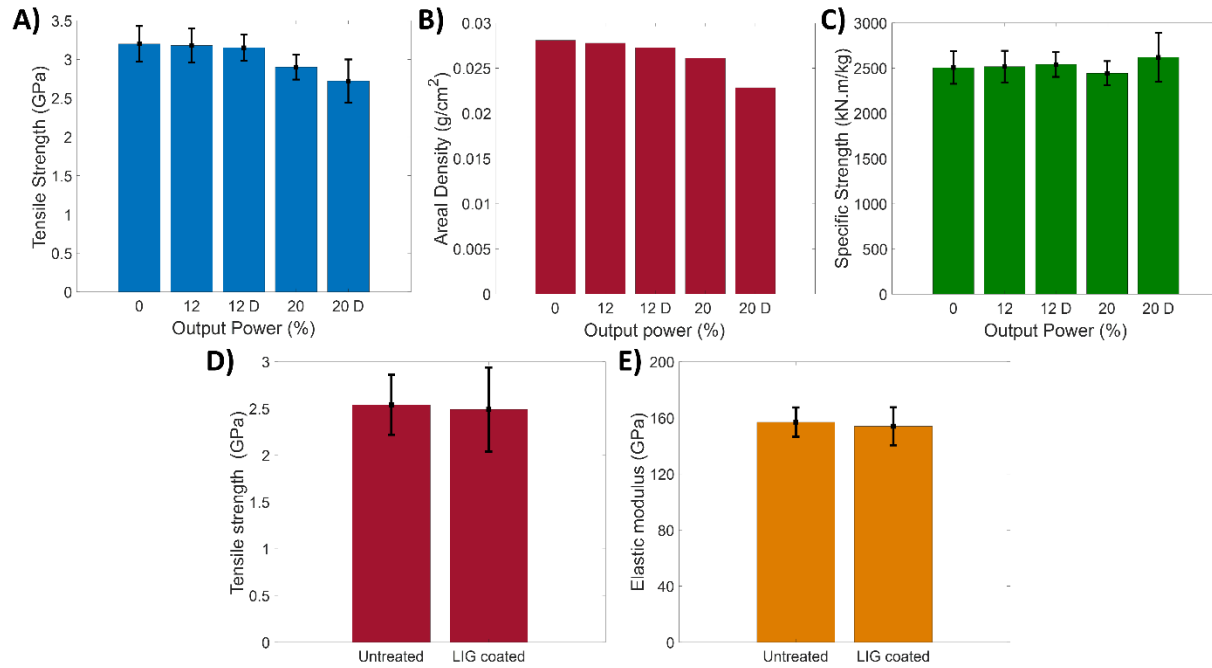 A)
Tensile Strength (GPa)
3.5
3
2.5
2
1.5
1
0.5
0
0 12 12 D 20 20 D
Output Power (%)
B)
Areal Density (g/cm²)
0.03
0.025
0.02
0.015
0.01
0.005
0
0 12 12 D 20 20 D
Output power (%)
C)
Specific Strength (kN.m/kg)
3000
2500
2000
1500
1000
500
0
0 12 12 D 20 20 D
Output Power (%)
D)
Tensile strength (GPa)
3
2.5
2
1.5
1
0.5
0
Untreated LIG coated
E)
Elastic modulus (GPa)
200
160
120
80
40
0
Untreated LIG coated